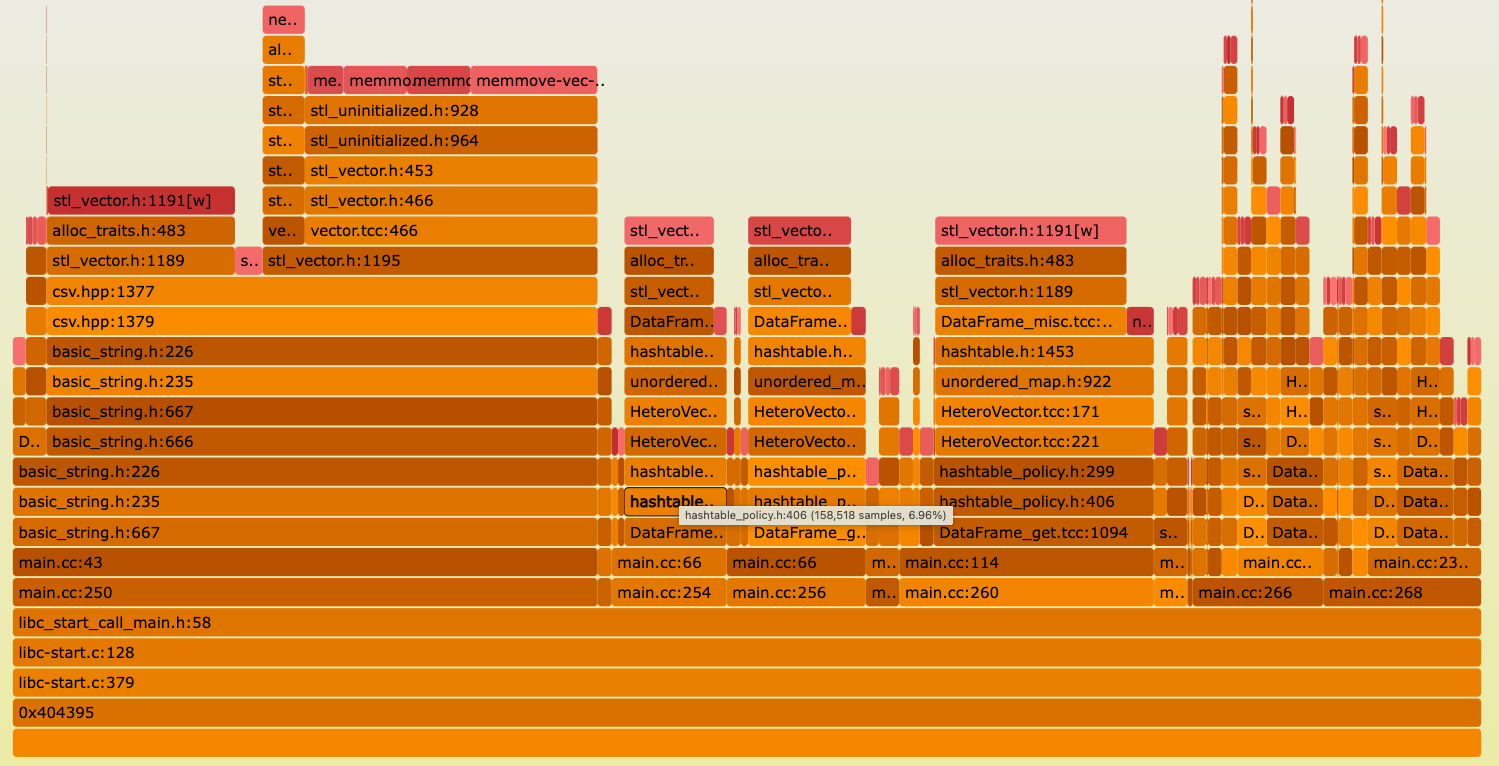 ne..
al..
st.. me. memmo memmo memmove-vec-..
st.. stl_uninitialized.h:928
st.. stl_uninitialized.h:964
st.. stl_vector.h:453
stl_vector.h:1191[w] st.. stl_vector.h:466
alloc_traits.h:483 ve.. vector.tcc:466 stl_vect.. stl_vecto.. stl_vector.h:1191[w]
stl_vector.h:1189 s.. stl_vector.h:1195 alloc_tr.. alloc_tra.. alloc_traits.h:483
csv.hpp:1377 stl_vect.. stl_vecto.. stl_vector.h:1189
csv.hpp:1379 DataFram.. DataFrame.. DataFrame_misc.tcc:.. n..
basic_string.h:226 hashtable.. hashtable.h.. hashtable.h:1453
basic_string.h:235 unordered.. unordered_m.. unordered_map.h:922 H.. H..
basic_string.h:667 HeteroVec.. HeteroVecto.. HeteroVector.tcc:171 s.. H.. s.. H..
D.. basic_string.h:666 HeteroVec.. HeteroVecto.. HeteroVector.tcc:221 s.. D.. s.. D..
basic_string.h:226 hashtable.. hashtable_p.. hashtable_policy.h:299 s.. Data.. s.. Data..
basic_string.h:235 hashtable.. hashtable_p.. hashtable_policy.h:406 D.. Data.. D.. Data..
hashtable_policy.h:406 (158,518 samples, 6.96%)
basic_string.h:667 DataFrame.. DataFrame_g.. DataFrame_get.tcc:1094 s.. D.. Data.. D.. Data..
main.cc:43 main.cc:66 main.cc:66 m.. main.cc:114 m.. main.cc.. main.cc:23..
main.cc:250 main.cc:254 main.cc:256 m.. main.cc:260 m.. main.cc:266 main.cc:268
libc_start_call_main.h:58
libc-start.c:128
libc-start.c:379
0x404395